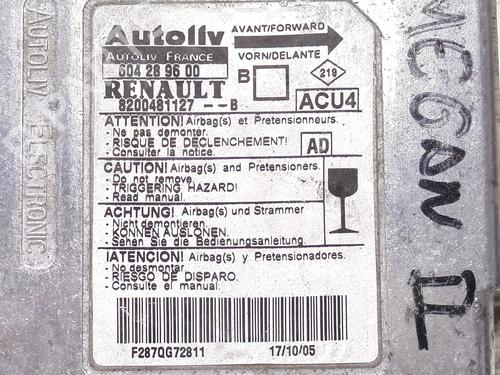 AUTOLIV ELECTRONIC
Autoliv
AUTOLIV FRANCE
604 28 96 00
RENAULT
8200481127 --B
AVANT/FORWARD
VORN/DELANTE
B
219
ACU4
ATTENTION! Airbag(s) et Pretensionneurs.
- Ne pas demonter.
- RISQUE DE DECLENCHEMENT!
- Consulter la notice.
AD
CAUTION! Airbag(s) and Pretensioners.
- Do not remove.
- TRIGGERING HAZARD!
- Read manual.
ACHTUNG! Airbag(s) und Strammer
- Nicht demontieren.
- KONNEN AUSLONEN.
- Sehen Sie die Bedienungsanleitung.
!ATENCION! Airbag(s) y Pretensionadores.
- No desmontar.
- RIESGO DE DISPARO.
- Consulte el manual.
F287QG72811
17/10/05
MEGAN II